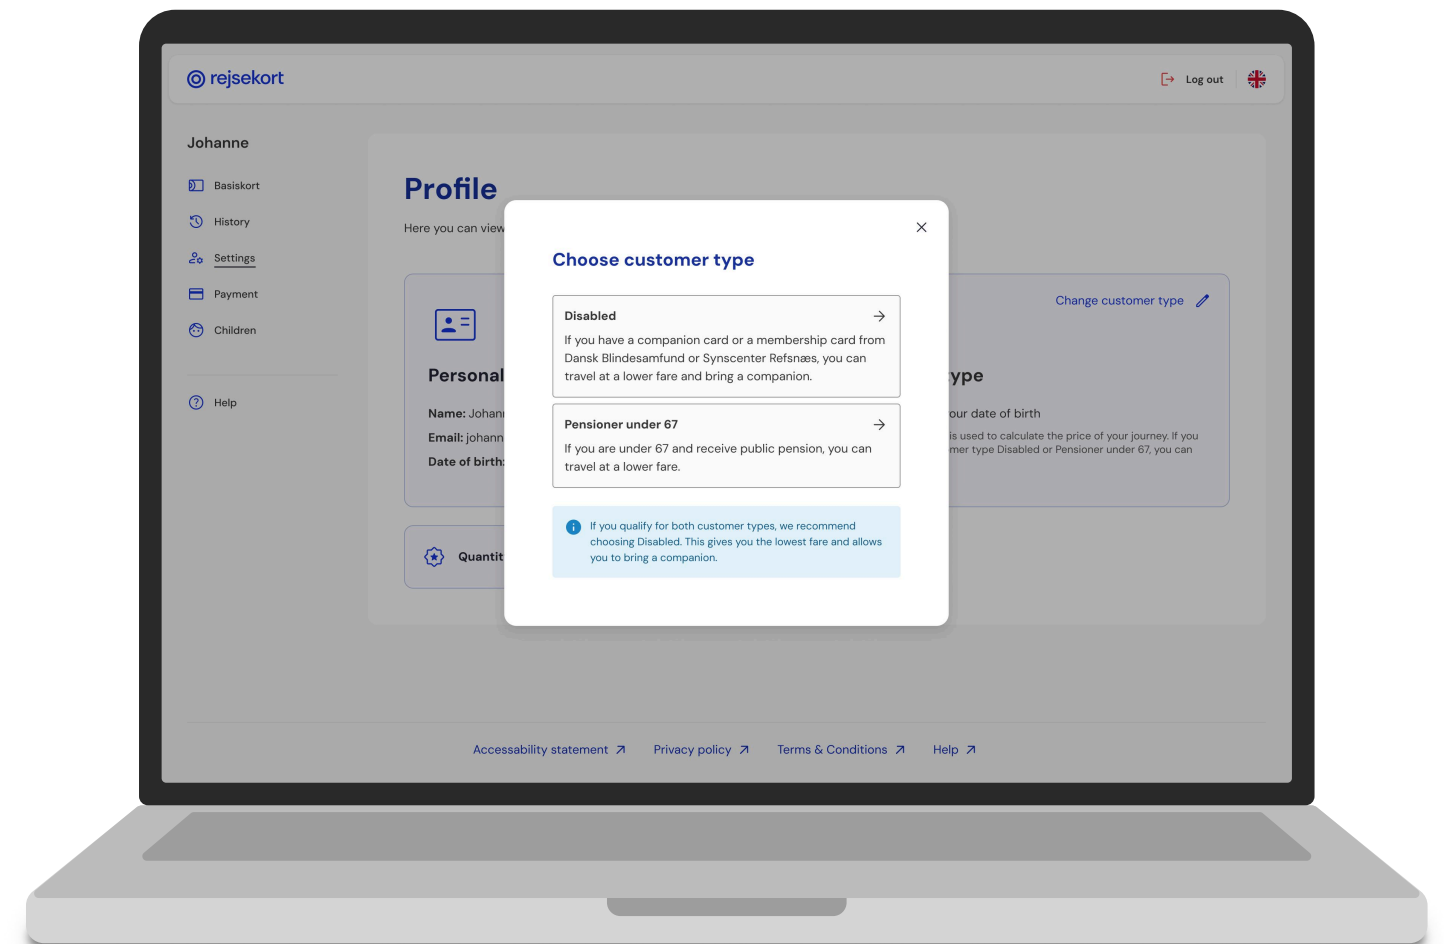 rejsekort
Log out
Johanne
Basiskort
History
Settings
Payment
Children
Help
Profile
Here you can view
Choose customer type
Disabled
If you have a companion card or a membership card from
Dansk Blindesamfund or Synscenter Refsnæs, you can
travel at a lower fare and bring a companion.
Pensioner under 67
If you are under 67 and receive public pension, you can
travel at a lower fare.
If you qualify for both customer types, we recommend
choosing Disabled. This gives you the lowest fare and allows
you to bring a companion.
Personal
Name: Johann
Email: johann
Date of birth:
Quantit
Change customer type
ype
our date of birth
is used to calculate the price of your journey. If you
mer type Disabled or Pensioner under 67, you can
Accessability statement
Privacy policy
Terms & Conditions
Help